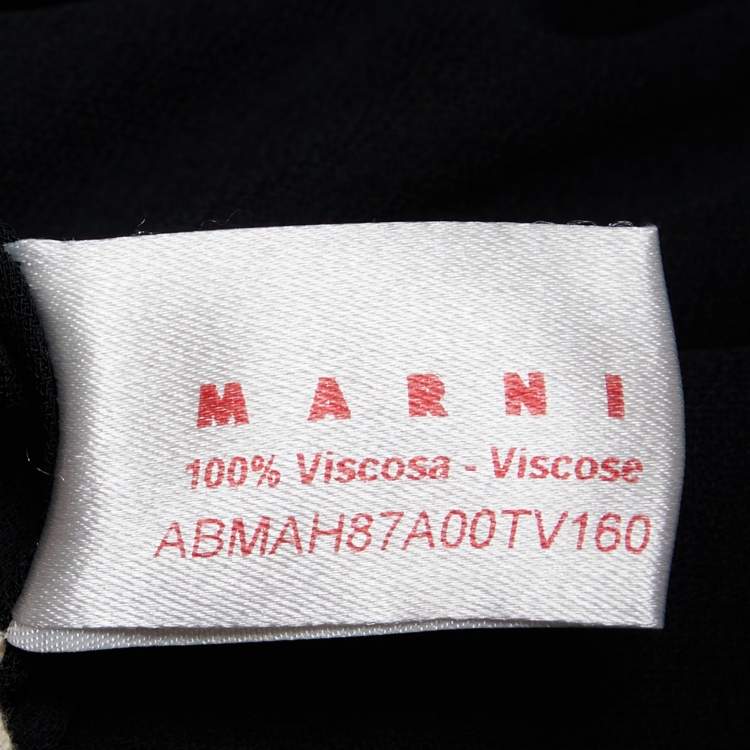 MARNI
100% Viscosa - Viscose
ABMAH87A00TV160